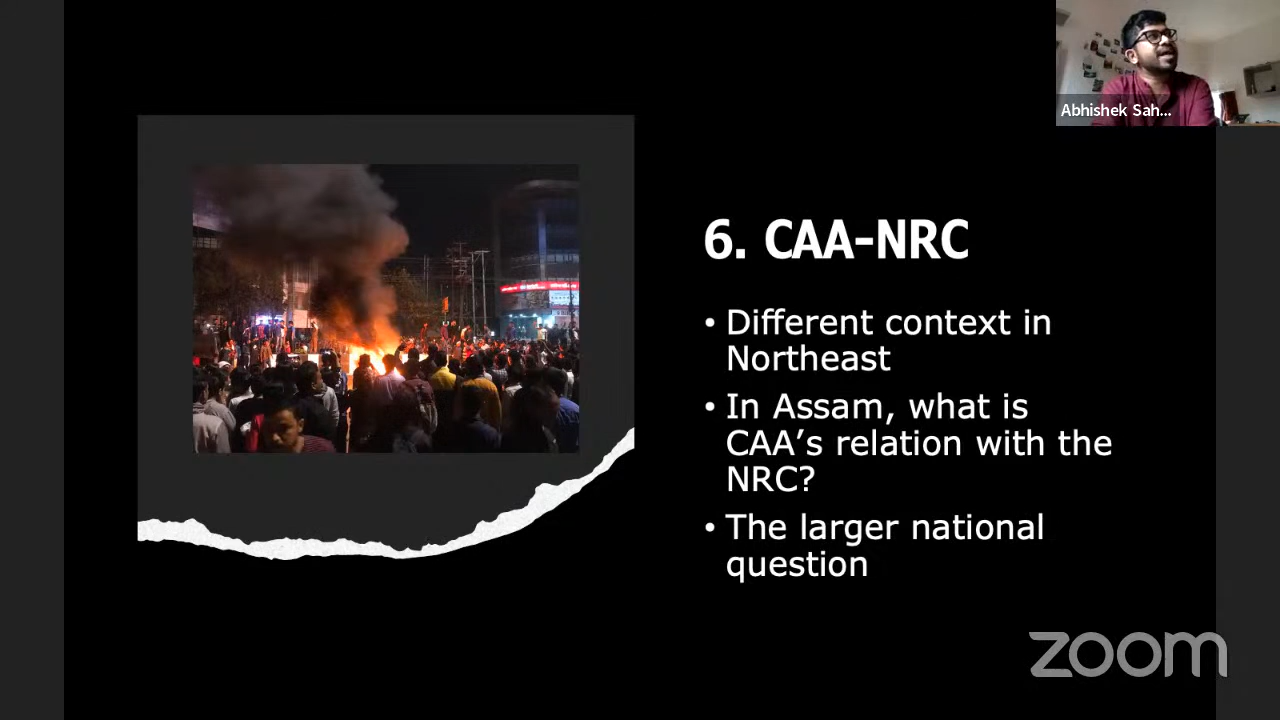 Abhishek Sah...
6. CAA-NRC
• Different context in
Northeast
• In Assam, what is
CAA’s relation with the
NRC?
• The larger national
question
zoom